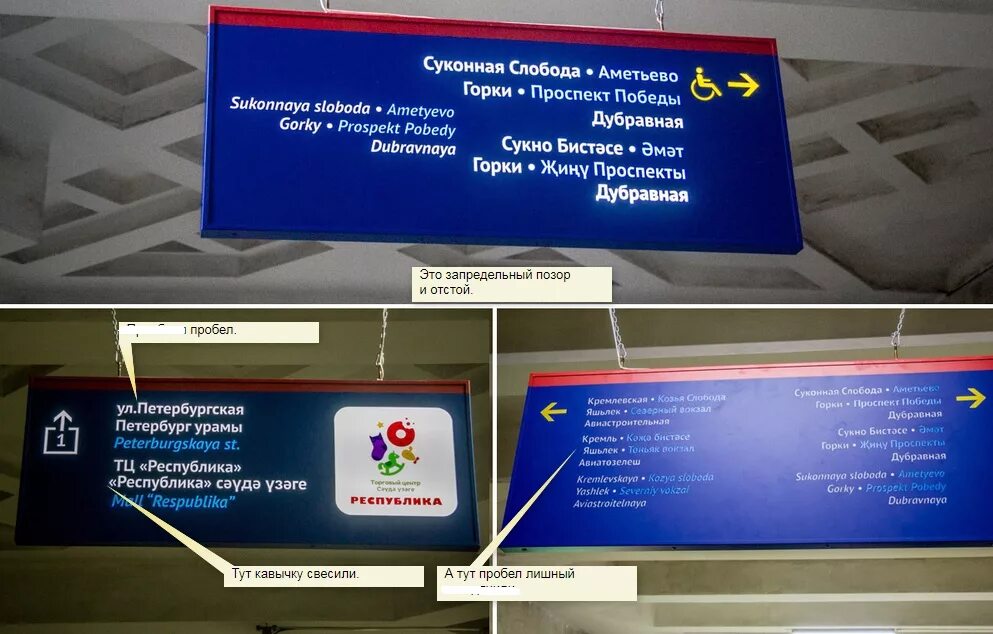 Суконная Слобода • Аметьево
Горки • Проспект Победы
Дубравная
Sukonnaya sloboda • Ametyevo
Gorky • Prospekt Pobedy
Dubravnaya
Сукно Бистәсе • Әмәт
Горки • Җиңү Проспекты
Дубравная
Это запредельный позор
и отстой.
пробел.
1
ул.Петербургская
Петербург урамы
Peterburgskaya st.
ТЦ «Республика»
«Республика» сәүдә үзәге
Mall “Respublika”
Торговый центр
Сәүдә үзәге
РЕСПУБЛИКА
Тут кавычку свесили.
Кремлевская • Козья Слобода
Яшьлек • Северный вокзал
Авиастроительная
Кремль • Кәҗә бистәсе
Яшьлек • Төньяк вокзал
Авиатөзелеш
Kremlevskaya • Kozya sloboda
Yashlek • Severniy vokzal
Aviastroitelnaya
Суконная Слобода • Аметьево
Горки • Проспект Победы
Дубравная
Сукно Бистәсе • Әмәт
Горки • Җиңү Проспекты
Дубравная
Sukonnaya sloboda • Ametyevo
Gorky • Prospekt Pobedy
Dubravnaya
А тут пробел лишный